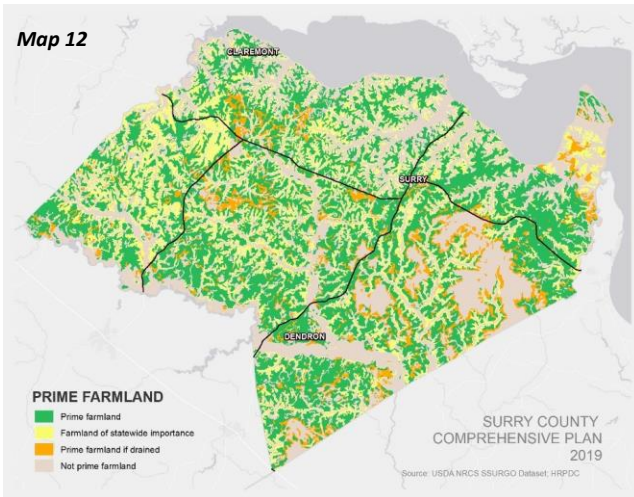 Map 12
CLAREMONT
SURRY
DENDRON
PRIME FARMLAND
Prime farmland
Farmland of statewide importance
Prime farmland if drained
Not prime farmland
SURRY COUNTY
COMPREHENSIVE PLAN
2019
Source: USDA NRCS SSURGO Dataset; HRPDC